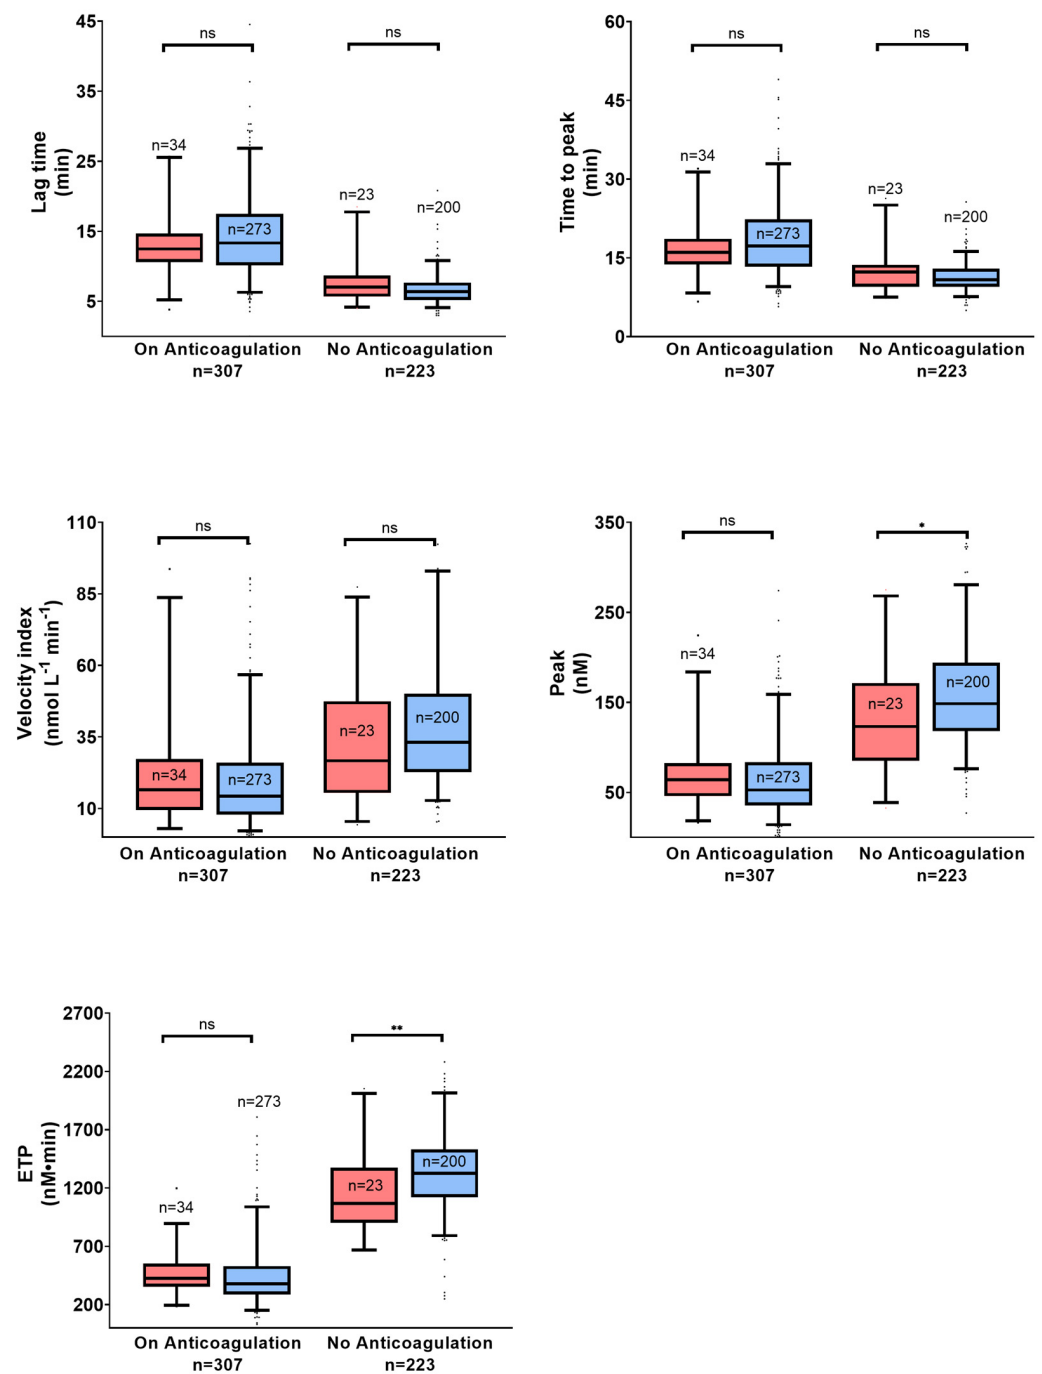 45
35
25
15
5
Lag time
(min)
ns
ns
n=34
n=273
n=23
n=200
On Anticoagulation
n=307
No Anticoagulation
n=223
60
45
30
15
0
Time to peak
(min)
ns
ns
n=34
n=273
n=23
n=200
On Anticoagulation
n=307
No Anticoagulation
n=223
110
85
60
35
10
Velocity index
(nmol L⁻¹ min⁻¹)
ns
ns
n=34
n=273
n=23
n=200
On Anticoagulation
n=307
No Anticoagulation
n=223
350
250
150
50
Peak
(nM)
ns
*
n=34
n=273
n=23
n=200
On Anticoagulation
n=307
No Anticoagulation
n=223
2700
2200
1700
1200
700
200
ETP
(nM•min)
ns
**
n=34
n=273
n=23
n=200
On Anticoagulation
n=307
No Anticoagulation
n=223